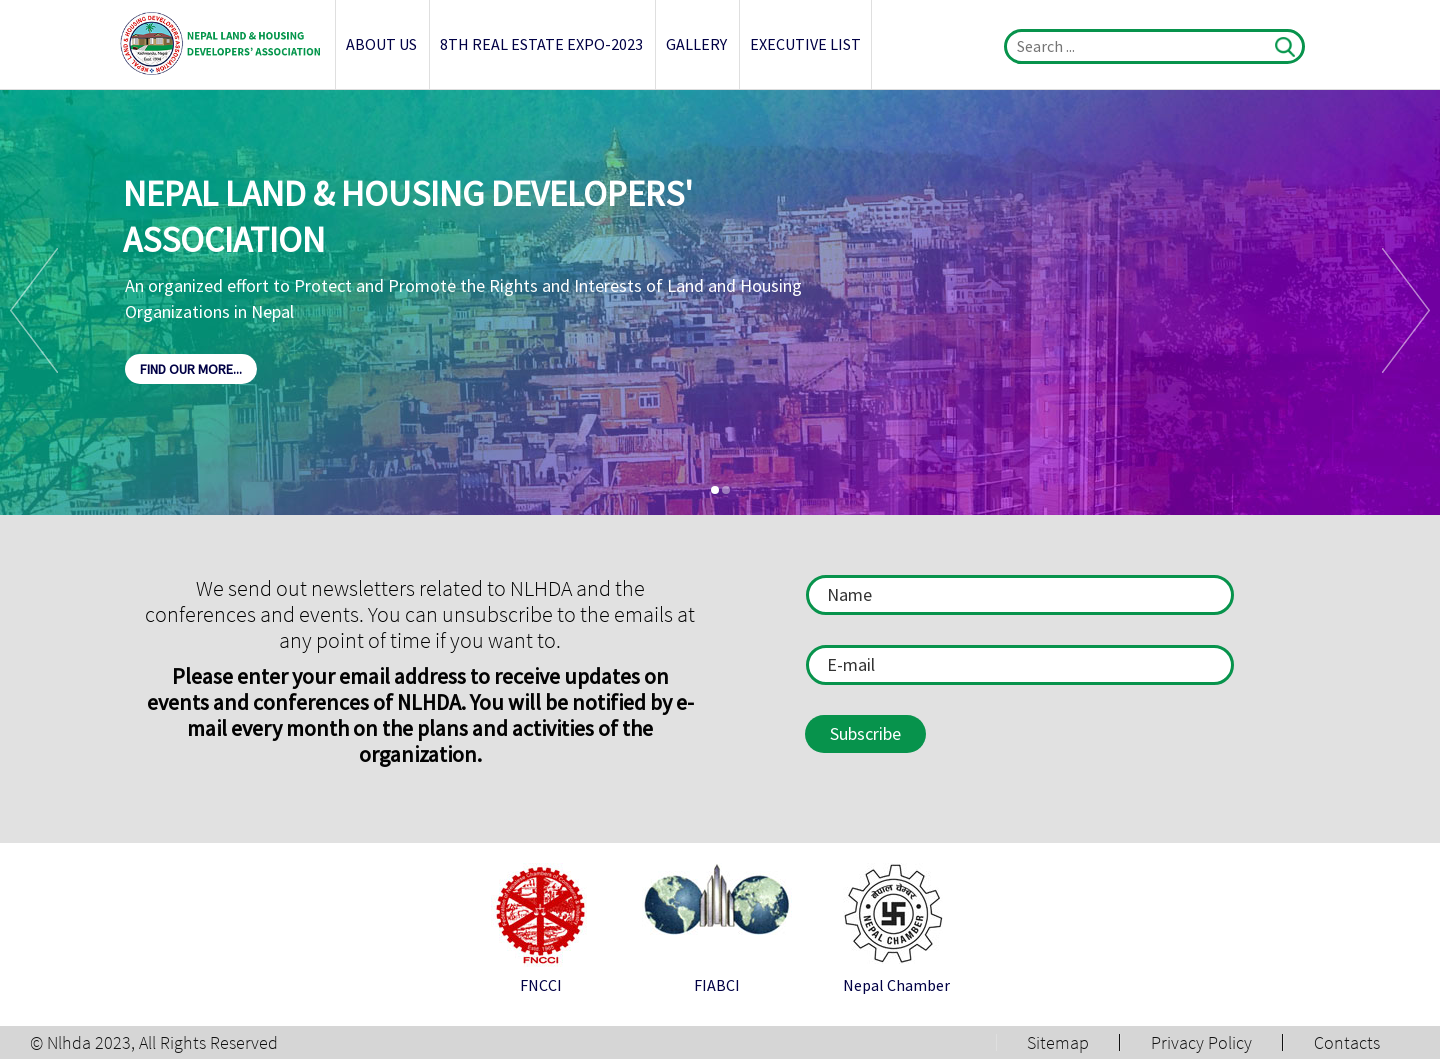 NEPAL LAND & HOUSING
DEVELOPERS' ASSOCIATION
ABOUT US
8TH REAL ESTATE EXPO-2023
GALLERY
EXECUTIVE LIST
Search ...
NEPAL LAND & HOUSING DEVELOPERS'
ASSOCIATION
An organized effort to Protect and Promote the Rights and Interests of Land and Housing
Organizations in Nepal
FIND OUR MORE...
We send out newsletters related to NLHDA and the
conferences and events. You can unsubscribe to the emails at
any point of time if you want to.
Please enter your email address to receive updates on
events and conferences of NLHDA. You will be notified by e-
mail every month on the plans and activities of the
organization.
Name
E-mail
Subscribe
FNCCI
नेपाल चेम्बर
NEPAL CHAMBER
FNCCI
FIABCI
Nepal Chamber
© Nlhda 2023, All Rights Reserved
Sitemap
Privacy Policy
Contacts